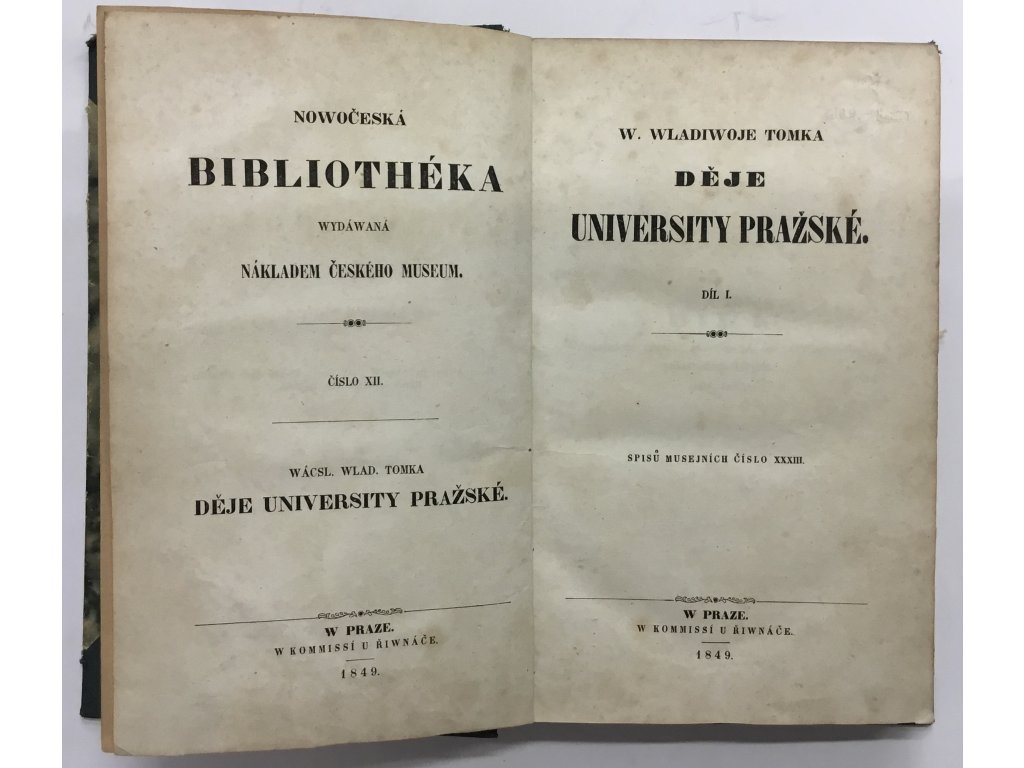 NOWOČESKÁ
BIBLIOTHÉKA
WYDÁWANÁ
NÁKLADEM ČESKÉHO MUSEUM.
ČÍSLO XII.
WÁCSL. WLAD. TOMKA
DĚJE UNIVERSITY PRAŽSKÉ.
W PRAZE.
W KOMMISSÍ U ŘIWNÁČE.
1849.
W. WLADIWOJE TOMKA
DĚJE
UNIVERSITY PRAŽSKÉ.
DÍL I.
SPISŮ MUSEJNÍCH ČÍSLO XXXIII.
W PRAZE.
W KOMMISSÍ U ŘIWNÁČE.
1849.